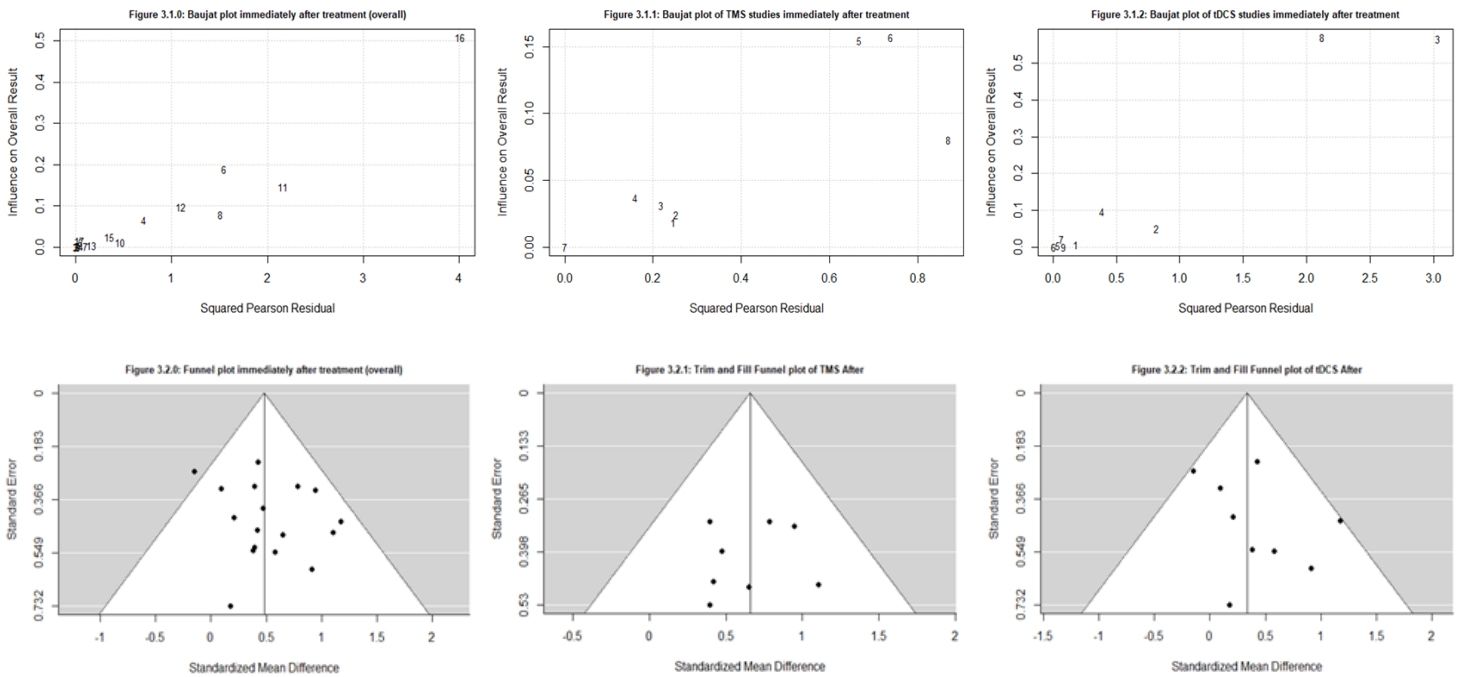 Figure 3.1.0: Baujat plot immediately after treatment (overall)
Influence on Overall Result
0.5
0.4
0.3
0.2
0.1
0.0
16
6
11
12
8
4
15
10
13
0 1 2 3 4
Squared Pearson Residual
Figure 3.1.1: Baujat plot of TMS studies immediately after treatment
Influence on Overall Result
0.15
0.10
0.05
0.00
5
6
8
4
3
2
1
7
0.0 0.2 0.4 0.6 0.8
Squared Pearson Residual
Figure 3.1.2: Baujat plot of tDCS studies immediately after treatment
Influence on Overall Result
0.5
0.4
0.3
0.2
0.1
0.0
8
3
4
2
7
1
6
5
9
0.0 0.5 1.0 1.5 2.0 2.5 3.0
Squared Pearson Residual
Figure 3.2.0: Funnel plot immediately after treatment (overall)
Standard Error
0
0.183
0.366
0.549
0.732
-1 -0.5 0 0.5 1 1.5 2
Standardized Mean Difference
Figure 3.2.1: Trim and Fill Funnel plot of TMS After
Standard Error
0
0.133
0.265
0.398
0.53
-0.5 0 0.5 1 1.5 2
Standardized Mean Difference
Figure 3.2.2: Trim and Fill Funnel plot of tDCS After
Standard Error
0
0.183
0.366
0.549
0.732
-1.5 -1 -0.5 0 0.5 1 1.5 2
Standardized Mean Difference